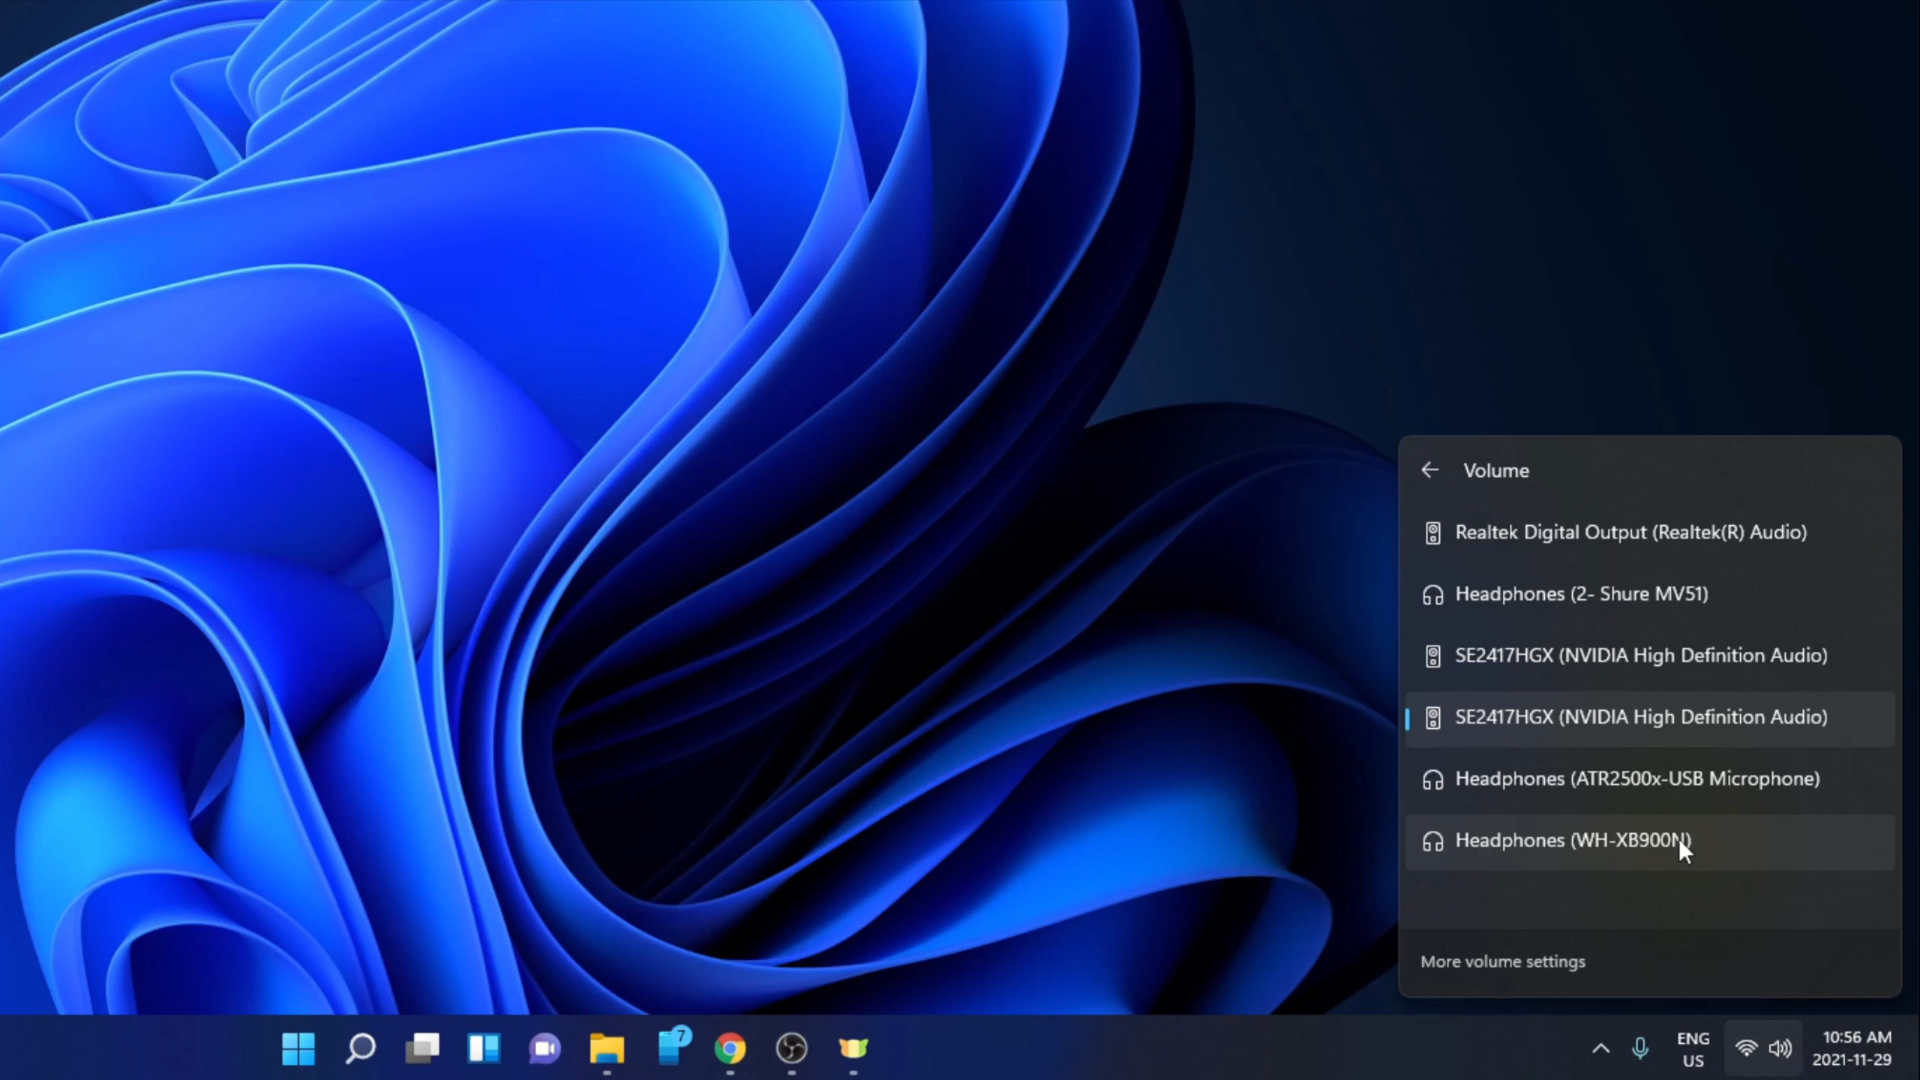 Volume
Realtek Digital Output (Realtek(R) Audio)
Headphones (2- Shure MV51)
SE2417HGX (NVIDIA High Definition Audio)
SE2417HGX (NVIDIA High Definition Audio)
Headphones (ATR2500x-USB Microphone)
Headphones (WH-XB900N)
More volume settings
7
ENG
US
10:56 AM
2021-11-29